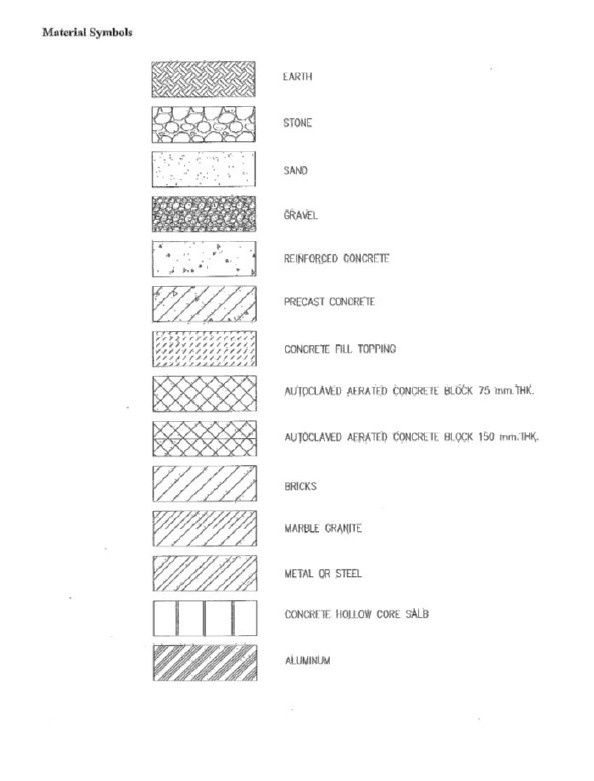 Material Symbols
EARTH
STONE
SAND
GRAVEL
REINFORCED CONCRETE
PRECAST CONCRETE
CONCRETE FILL TOPPING
AUTOCLAVED AERATED CONCRETE BLOCK 75 mm.THK.
AUTOCLAVED AERATED CONCRETE BLOCK 150 mm.THK.
BRICKS
MARBLE GRANITE
METAL OR STEEL
CONCRETE HOLLOW CORE SALB
ALUMINUM